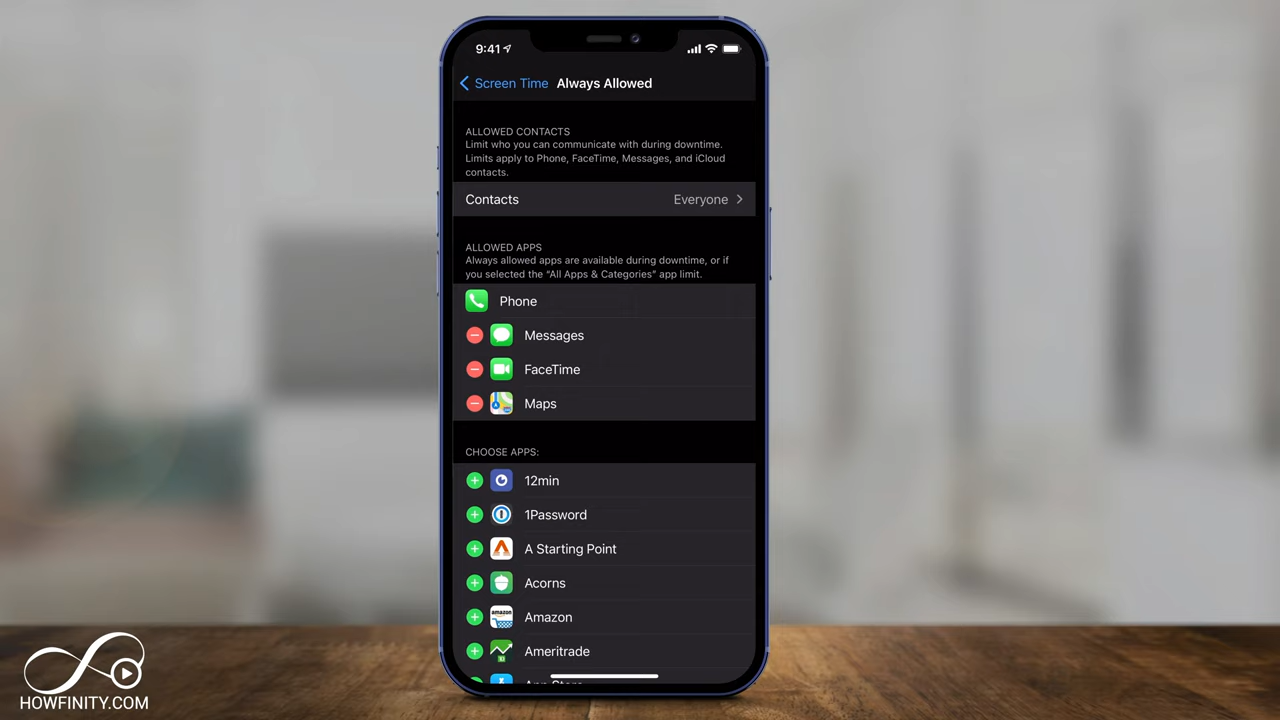 9:41
Screen Time Always Allowed
ALLOWED CONTACTS
Limit who you can communicate with during downtime.
Limits apply to Phone, FaceTime, Messages, and iCloud
contacts.
Contacts Everyone
ALLOWED APPS
Always allowed apps are available during downtime, or if
you selected the “All Apps & Categories” app limit.
Phone
Messages
FaceTime
Maps
CHOOSE APPS:
12min
1Password
A Starting Point
Acorns
amazon
Amazon
Ameritrade
App Store
HOWFINITY.COM